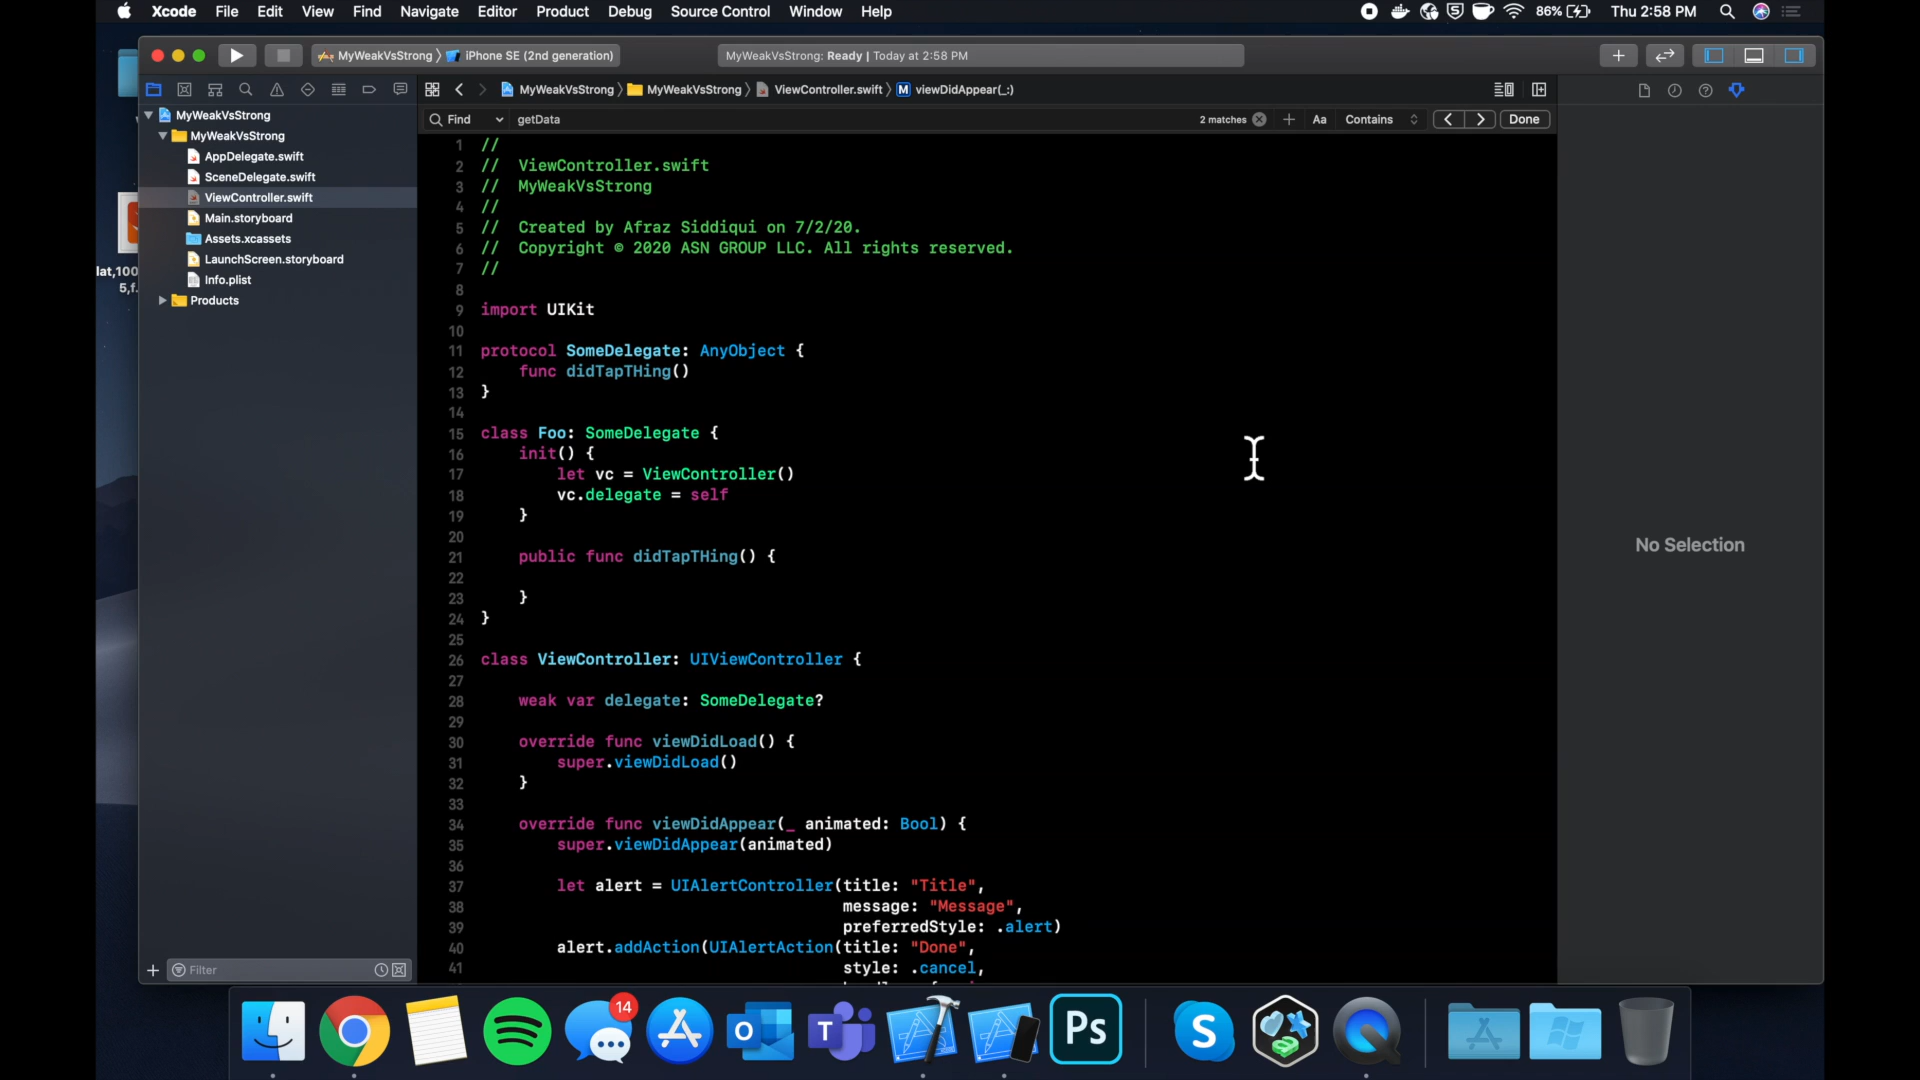 Xcode File Edit View Find Navigate Editor Product Debug Source Control Window Help 86% Thu 2:58 PM
MyWeakVsStrong iPhone SE (2nd generation) MyWeakVsStrong: Ready | Today at 2:58 PM
MyWeakVsStrong MyWeakVsStrong ViewController.swift M viewDidAppear(_:)
Find getData 2 matches Aa Contains Done
MyWeakVsStrong
MyWeakVsStrong
AppDelegate.swift
SceneDelegate.swift
ViewController.swift
Main.storyboard
Assets.xcassets
LaunchScreen.storyboard
Info.plist
Products
lat,100
5,f.
1 //
2 // ViewController.swift
3 // MyWeakVsStrong
4 //
5 // Created by Afraz Siddiqui on 7/2/20.
6 // Copyright © 2020 ASN GROUP LLC. All rights reserved.
7 //
8
9 import UIKit
10
11 protocol SomeDelegate: AnyObject {
12 func didTapTHing()
13 }
14
15 class Foo: SomeDelegate {
16 init() {
17 let vc = ViewController()
18 vc.delegate = self
19 }
20
21 public func didTapTHing() {
22
23 }
24 }
25
26 class ViewController: UIViewController {
27
28 weak var delegate: SomeDelegate?
29
30 override func viewDidLoad() {
31 super.viewDidLoad()
32 }
33
34 override func viewDidAppear(_ animated: Bool) {
35 super.viewDidAppear(animated)
36
37 let alert = UIAlertController(title: "Title",
38 message: "Message",
39 preferredStyle: .alert)
40 alert.addAction(UIAlertAction(title: "Done",
41 style: .cancel,
No Selection
Filter
14
Ps